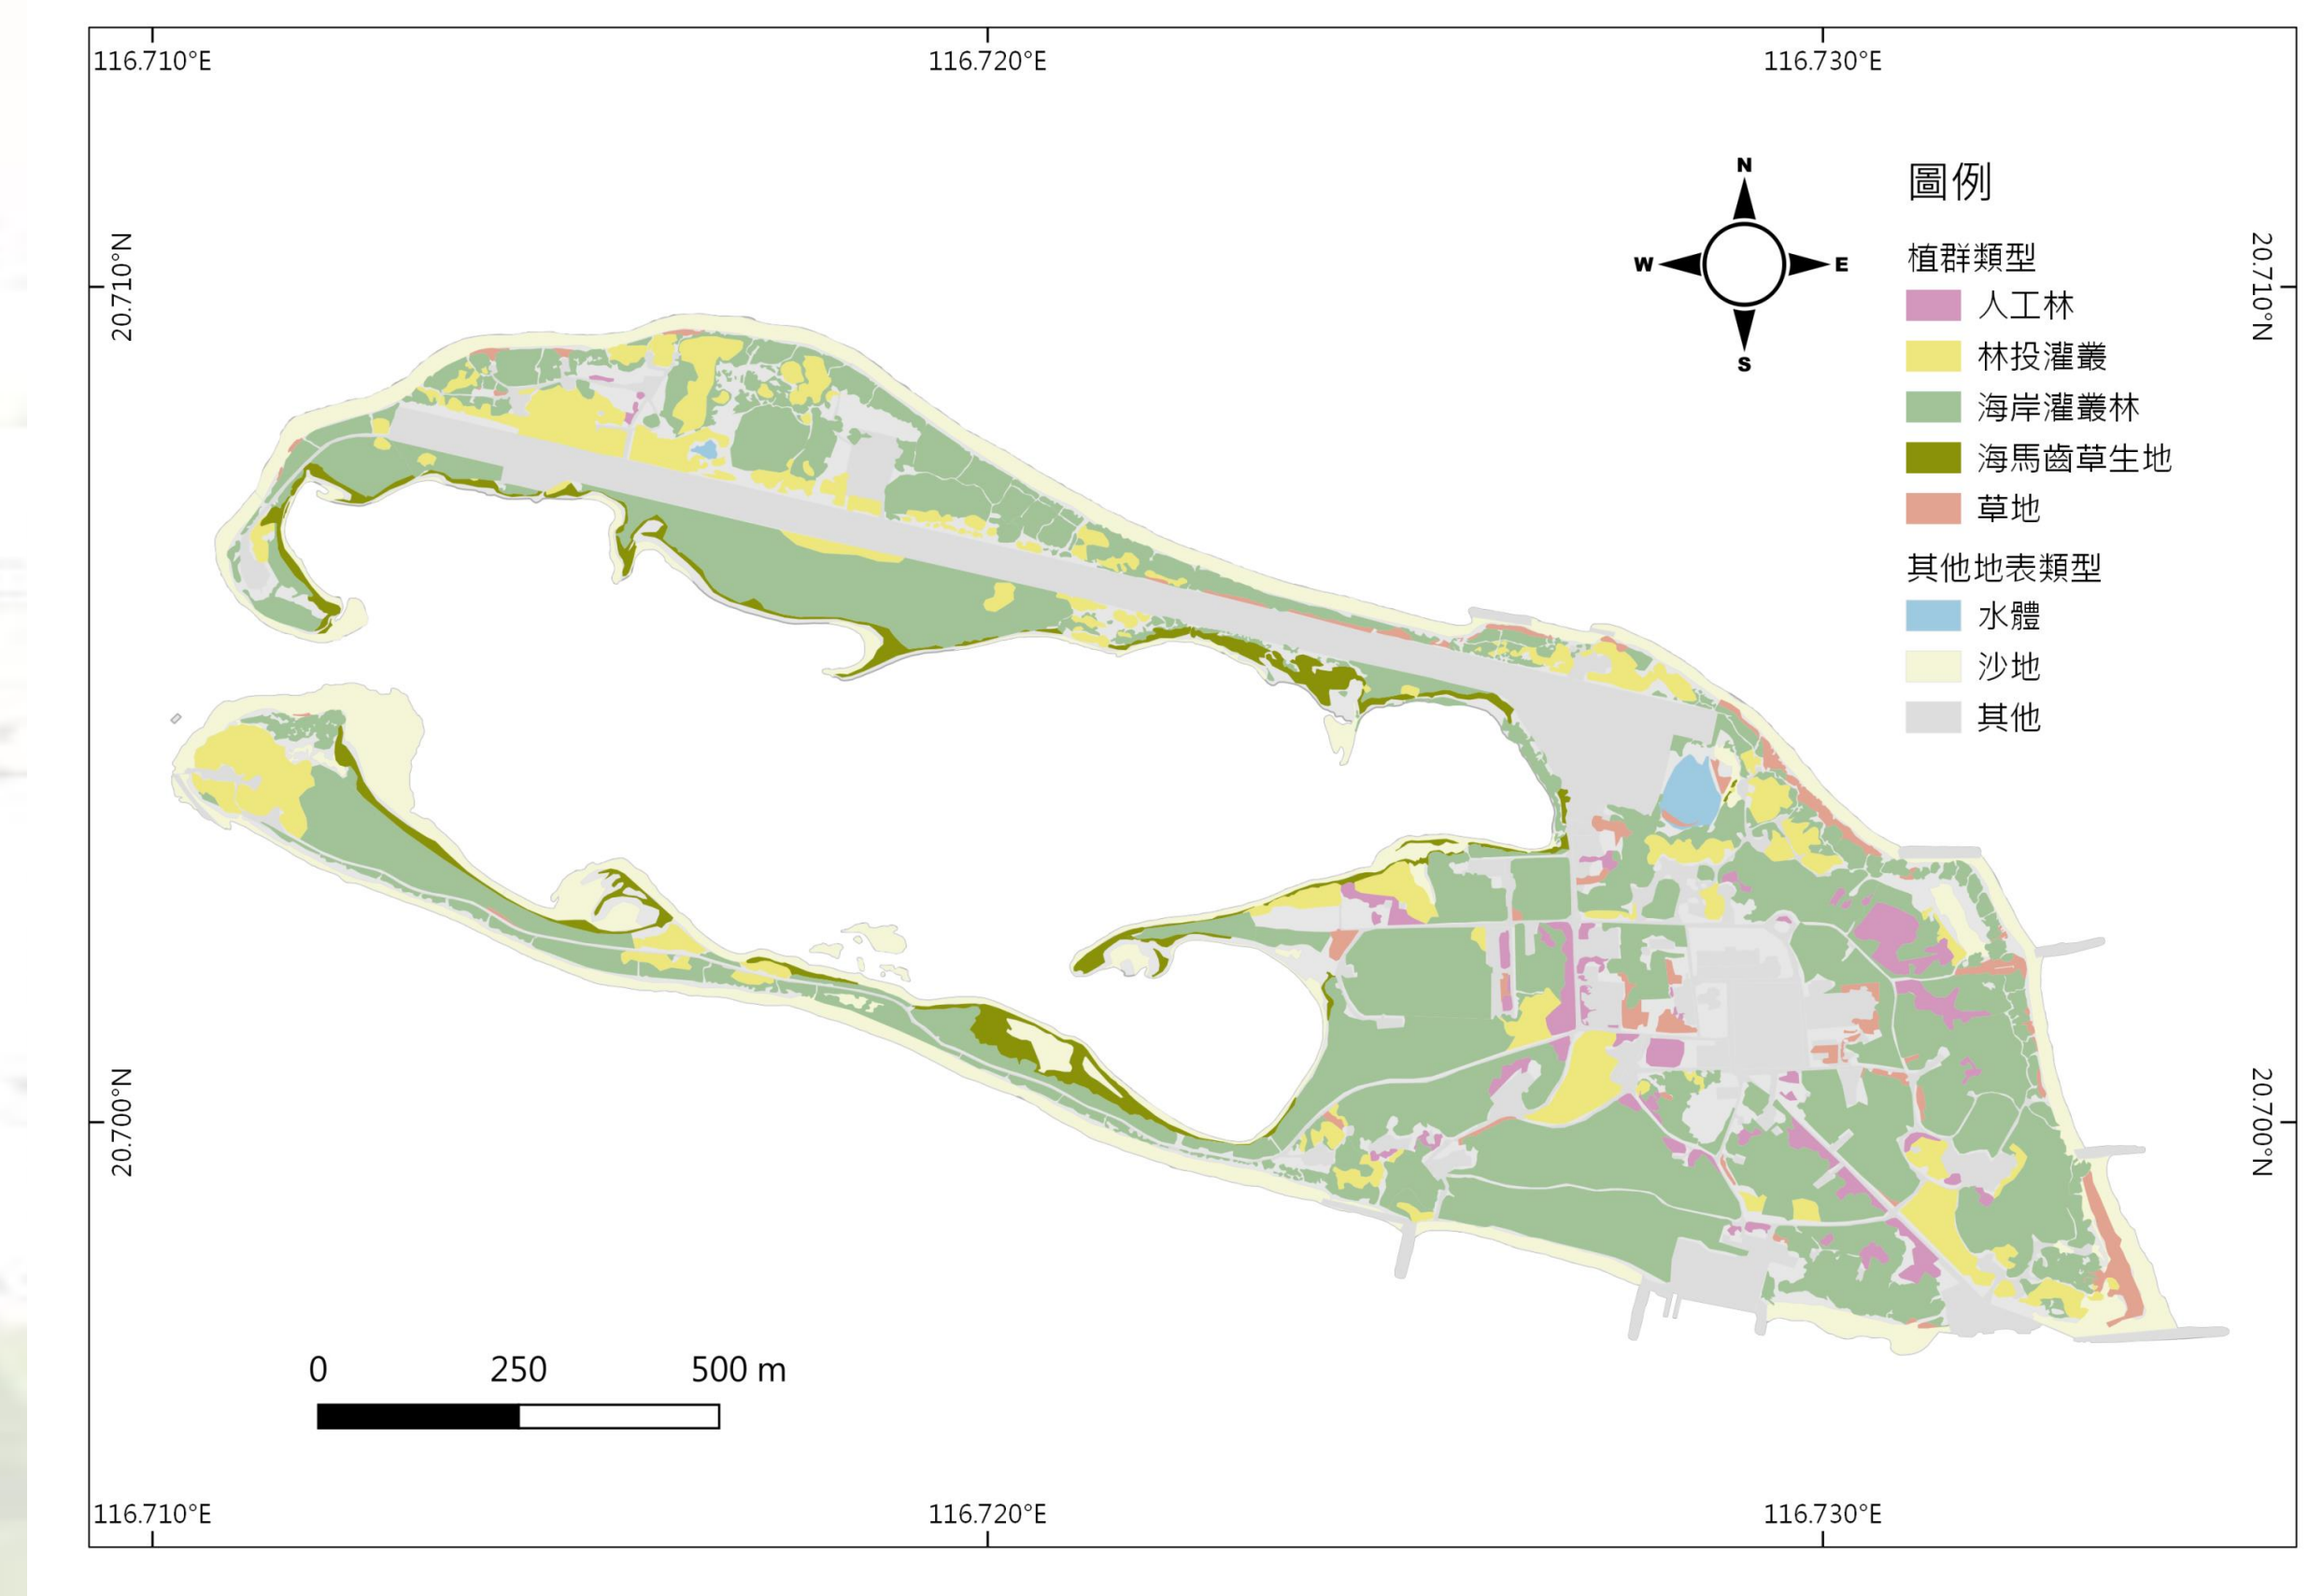 116.710°E
116.720°E
116.730°E
20.710°N
20.710°N
N
W
E
S
圖例
植群類型
人工林
林投灌叢
海岸灌叢林
海馬齒草生地
草地
其他地表類型
水體
沙地
其他
20.700°N
20.700°N
0
250
500 m
116.710°E
116.720°E
116.730°E